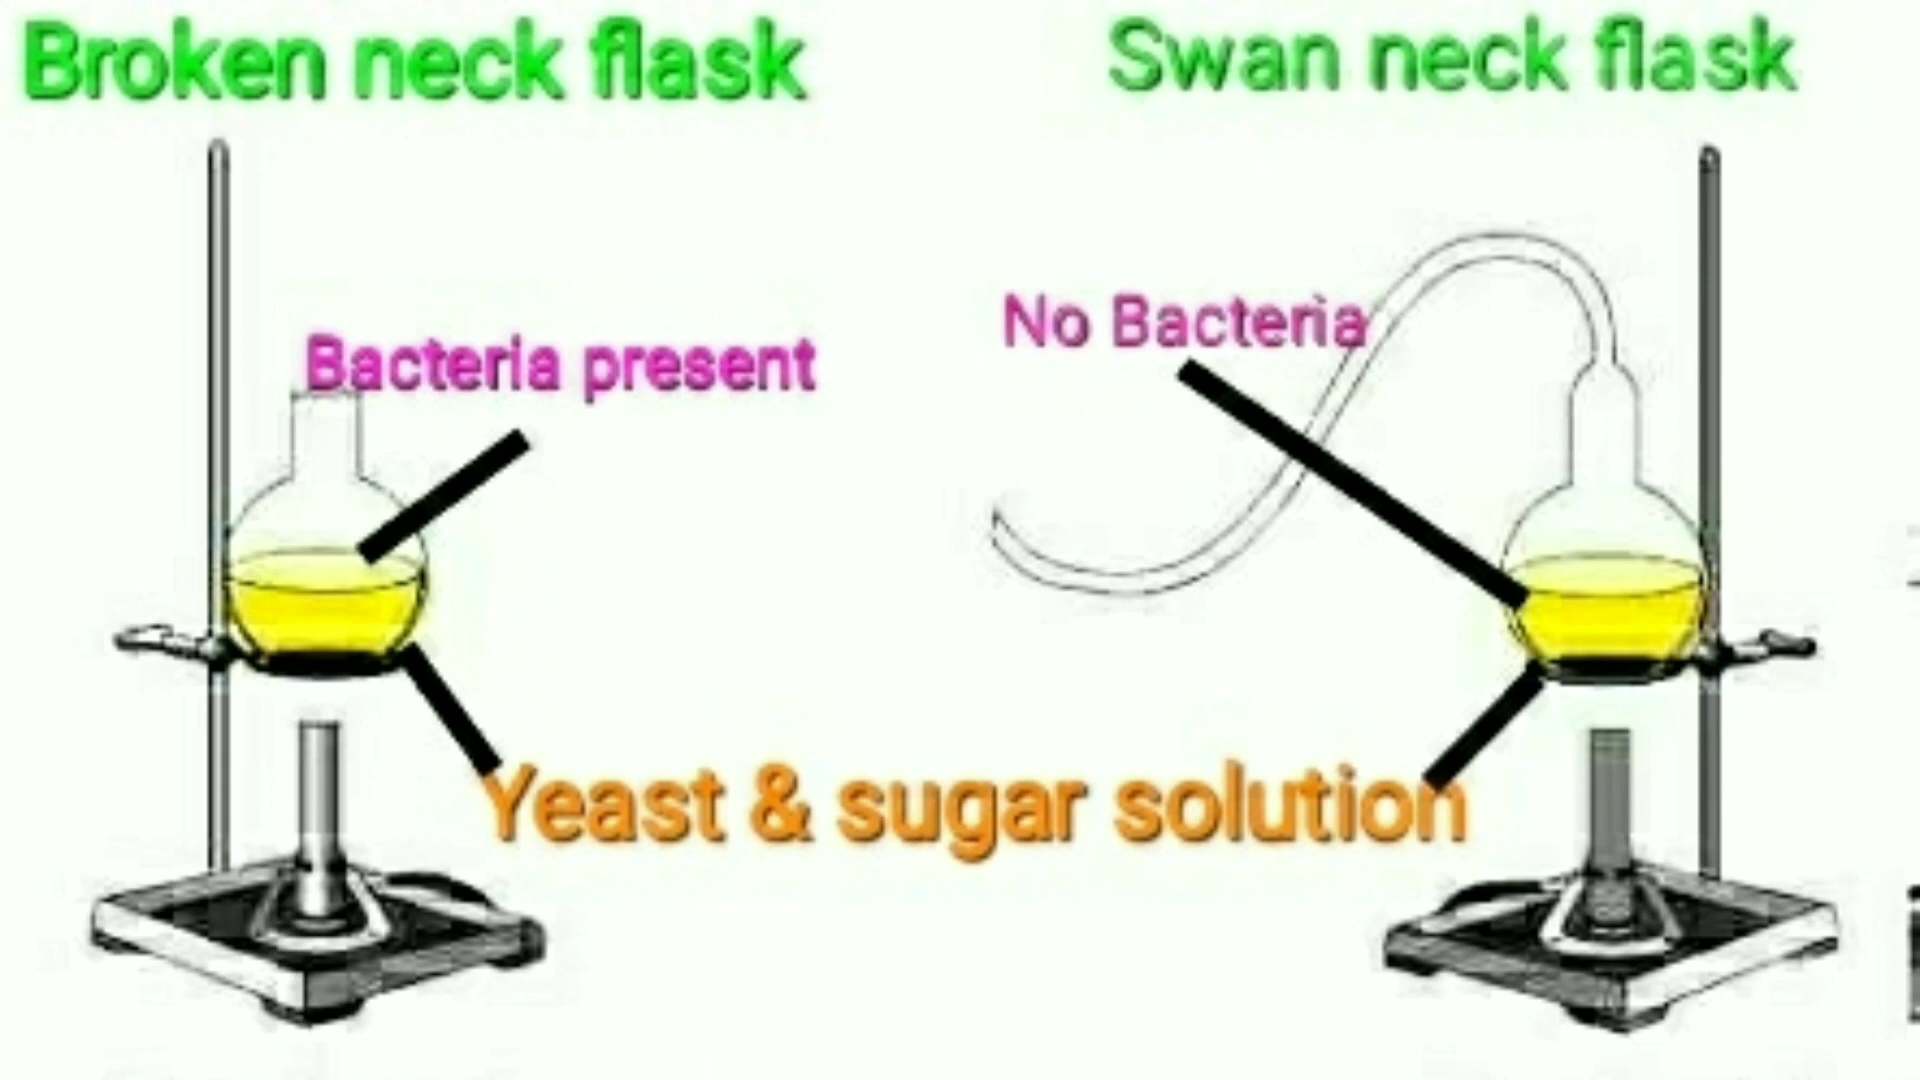 Broken neck flask
Swan neck flask
Bacteria present
No Bacteria
Yeast & sugar solution